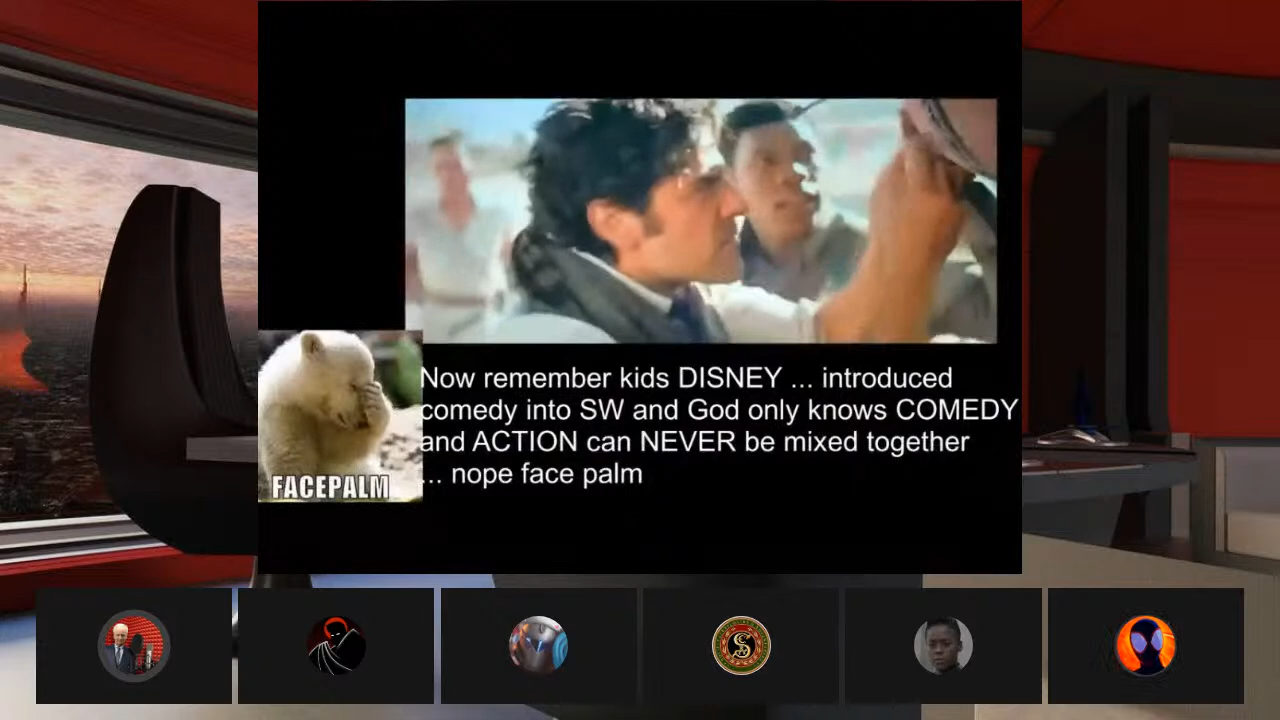 Now remember kids DISNEY ... introduced
comedy into SW and God only knows COMEDY
and ACTION can NEVER be mixed together
... nope face palm
FACEPALM